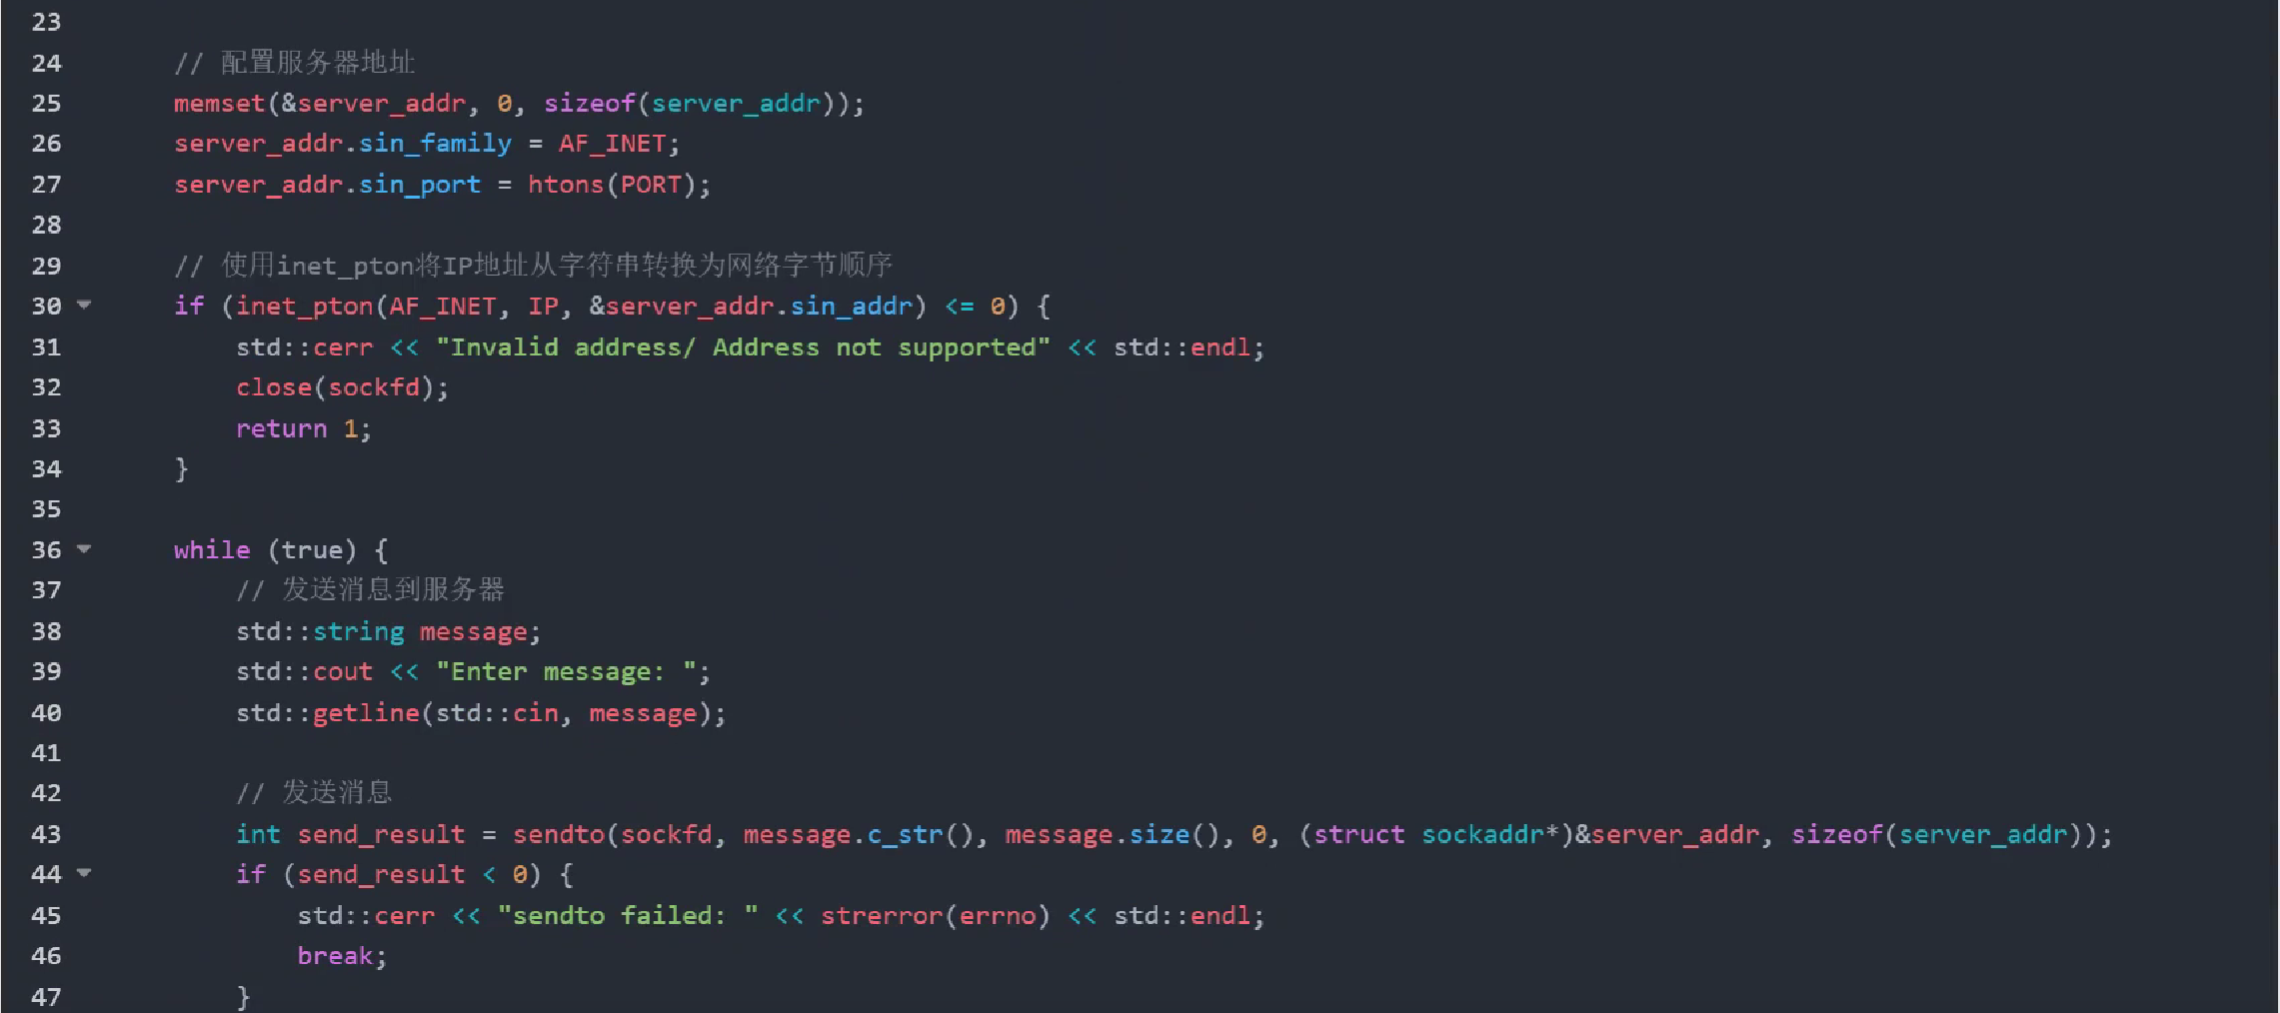 23
24 // 配置服务器地址
25 memset(&server_addr, 0, sizeof(server_addr));
26 server_addr.sin_family = AF_INET;
27 server_addr.sin_port = htons(PORT);
28
29 // 使用inet_pton将IP地址从字符串转换为网络字节顺序
30 if (inet_pton(AF_INET, IP, &server_addr.sin_addr) <= 0) {
31 std::cerr << "Invalid address/ Address not supported" << std::endl;
32 close(sockfd);
33 return 1;
34 }
35
36 while (true) {
37 // 发送消息到服务器
38 std::string message;
39 std::cout << "Enter message: ";
40 std::getline(std::cin, message);
41
42 // 发送消息
43 int send_result = sendto(sockfd, message.c_str(), message.size(), 0, (struct sockaddr*)&server_addr, sizeof(server_addr));
44 if (send_result < 0) {
45 std::cerr << "sendto failed: " << strerror(errno) << std::endl;
46 break;
47 }